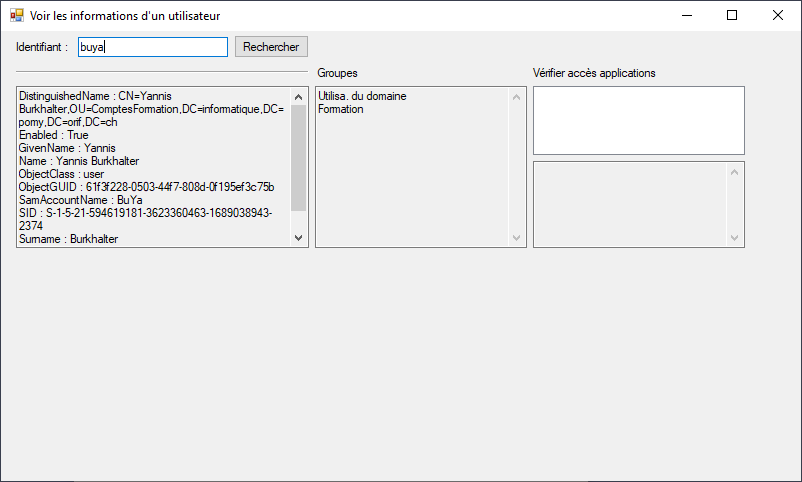 Voir les informations d'un utilisateur
Identifiant :
buya
Rechercher
Groupes
Vérifier accès applications
DistinguishedName : CN=Yannis
Burkhalter,OU=ComptesFormation,DC=informatique,DC=
pomy,DC=orif,DC=ch
Enabled : True
GivenName : Yannis
Name : Yannis Burkhalter
ObjectClass : user
ObjectGUID : 61f3f228-0503-44f7-808d-0f195ef3c75b
SamAccountName : BuYa
SID : S-1-5-21-594619181-3623360463-1689038943-
2374
Surname : Burkhalter
Utilisa. du domaine
Formation